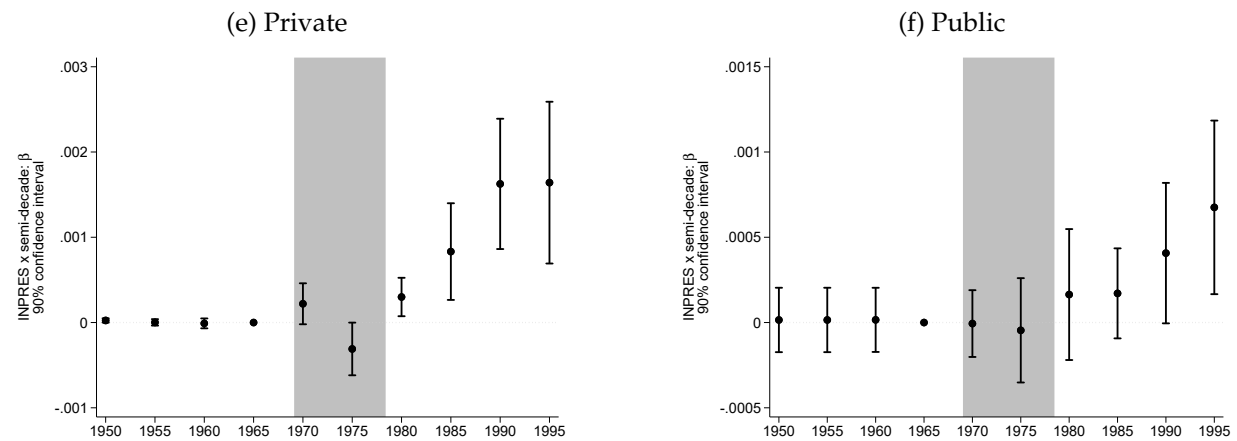 (e) Private
INPRES x semi-decade: β
90% confidence interval
.003
.002
.001
0
-.001
1950 1955 1960 1965 1970 1975 1980 1985 1990 1995
(f) Public
INPRES x semi-decade: β
90% confidence interval
.0015
.001
.0005
0
-.0005
1950 1955 1960 1965 1970 1975 1980 1985 1990 1995